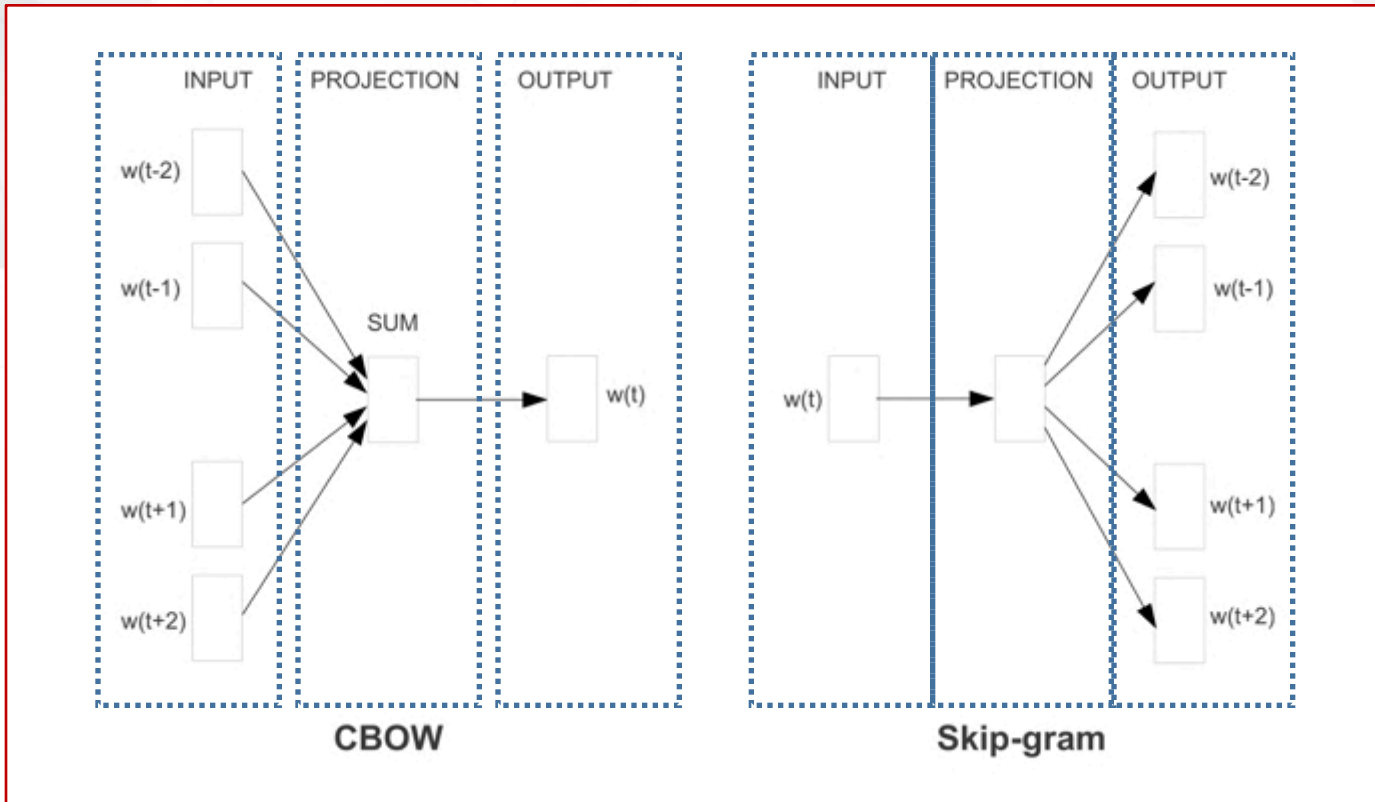 INPUT PROJECTION OUTPUT
w(t-2)
w(t-1)
SUM
w(t)
w(t+1)
w(t+2)
CBOW
INPUT PROJECTION OUTPUT
w(t-2)
w(t-1)
w(t)
w(t+1)
w(t+2)
Skip-gram